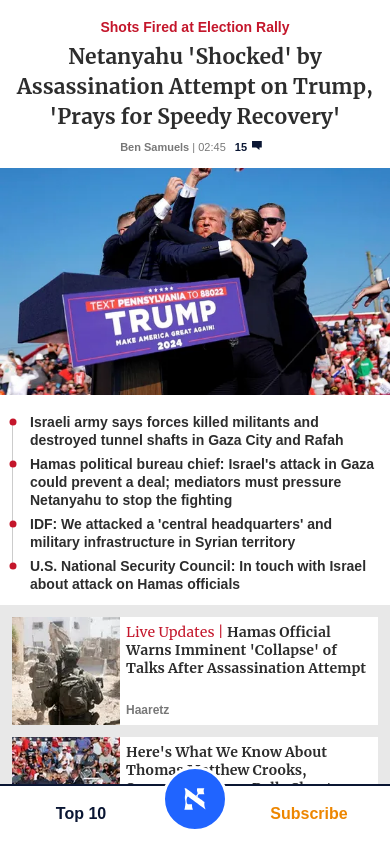 Shots Fired at Election Rally
Netanyahu 'Shocked' by
Assassination Attempt on Trump,
'Prays for Speedy Recovery'
Ben Samuels | 02:45 15
TEXT PENNSYLVANIA TO 88022
TRUMP
MAKE AMERICA GREAT AGAIN!
2024
Israeli army says forces killed militants and
destroyed tunnel shafts in Gaza City and Rafah
Hamas political bureau chief: Israel's attack in Gaza
could prevent a deal; mediators must pressure
Netanyahu to stop the fighting
IDF: We attacked a 'central headquarters' and
military infrastructure in Syrian territory
U.S. National Security Council: In touch with Israel
about attack on Hamas officials
Live Updates | Hamas Official
Warns Imminent 'Collapse' of
Talks After Assassination Attempt
Haaretz
Here's What We Know About
Thomas Matthew Crooks,
Top 10
Subscribe